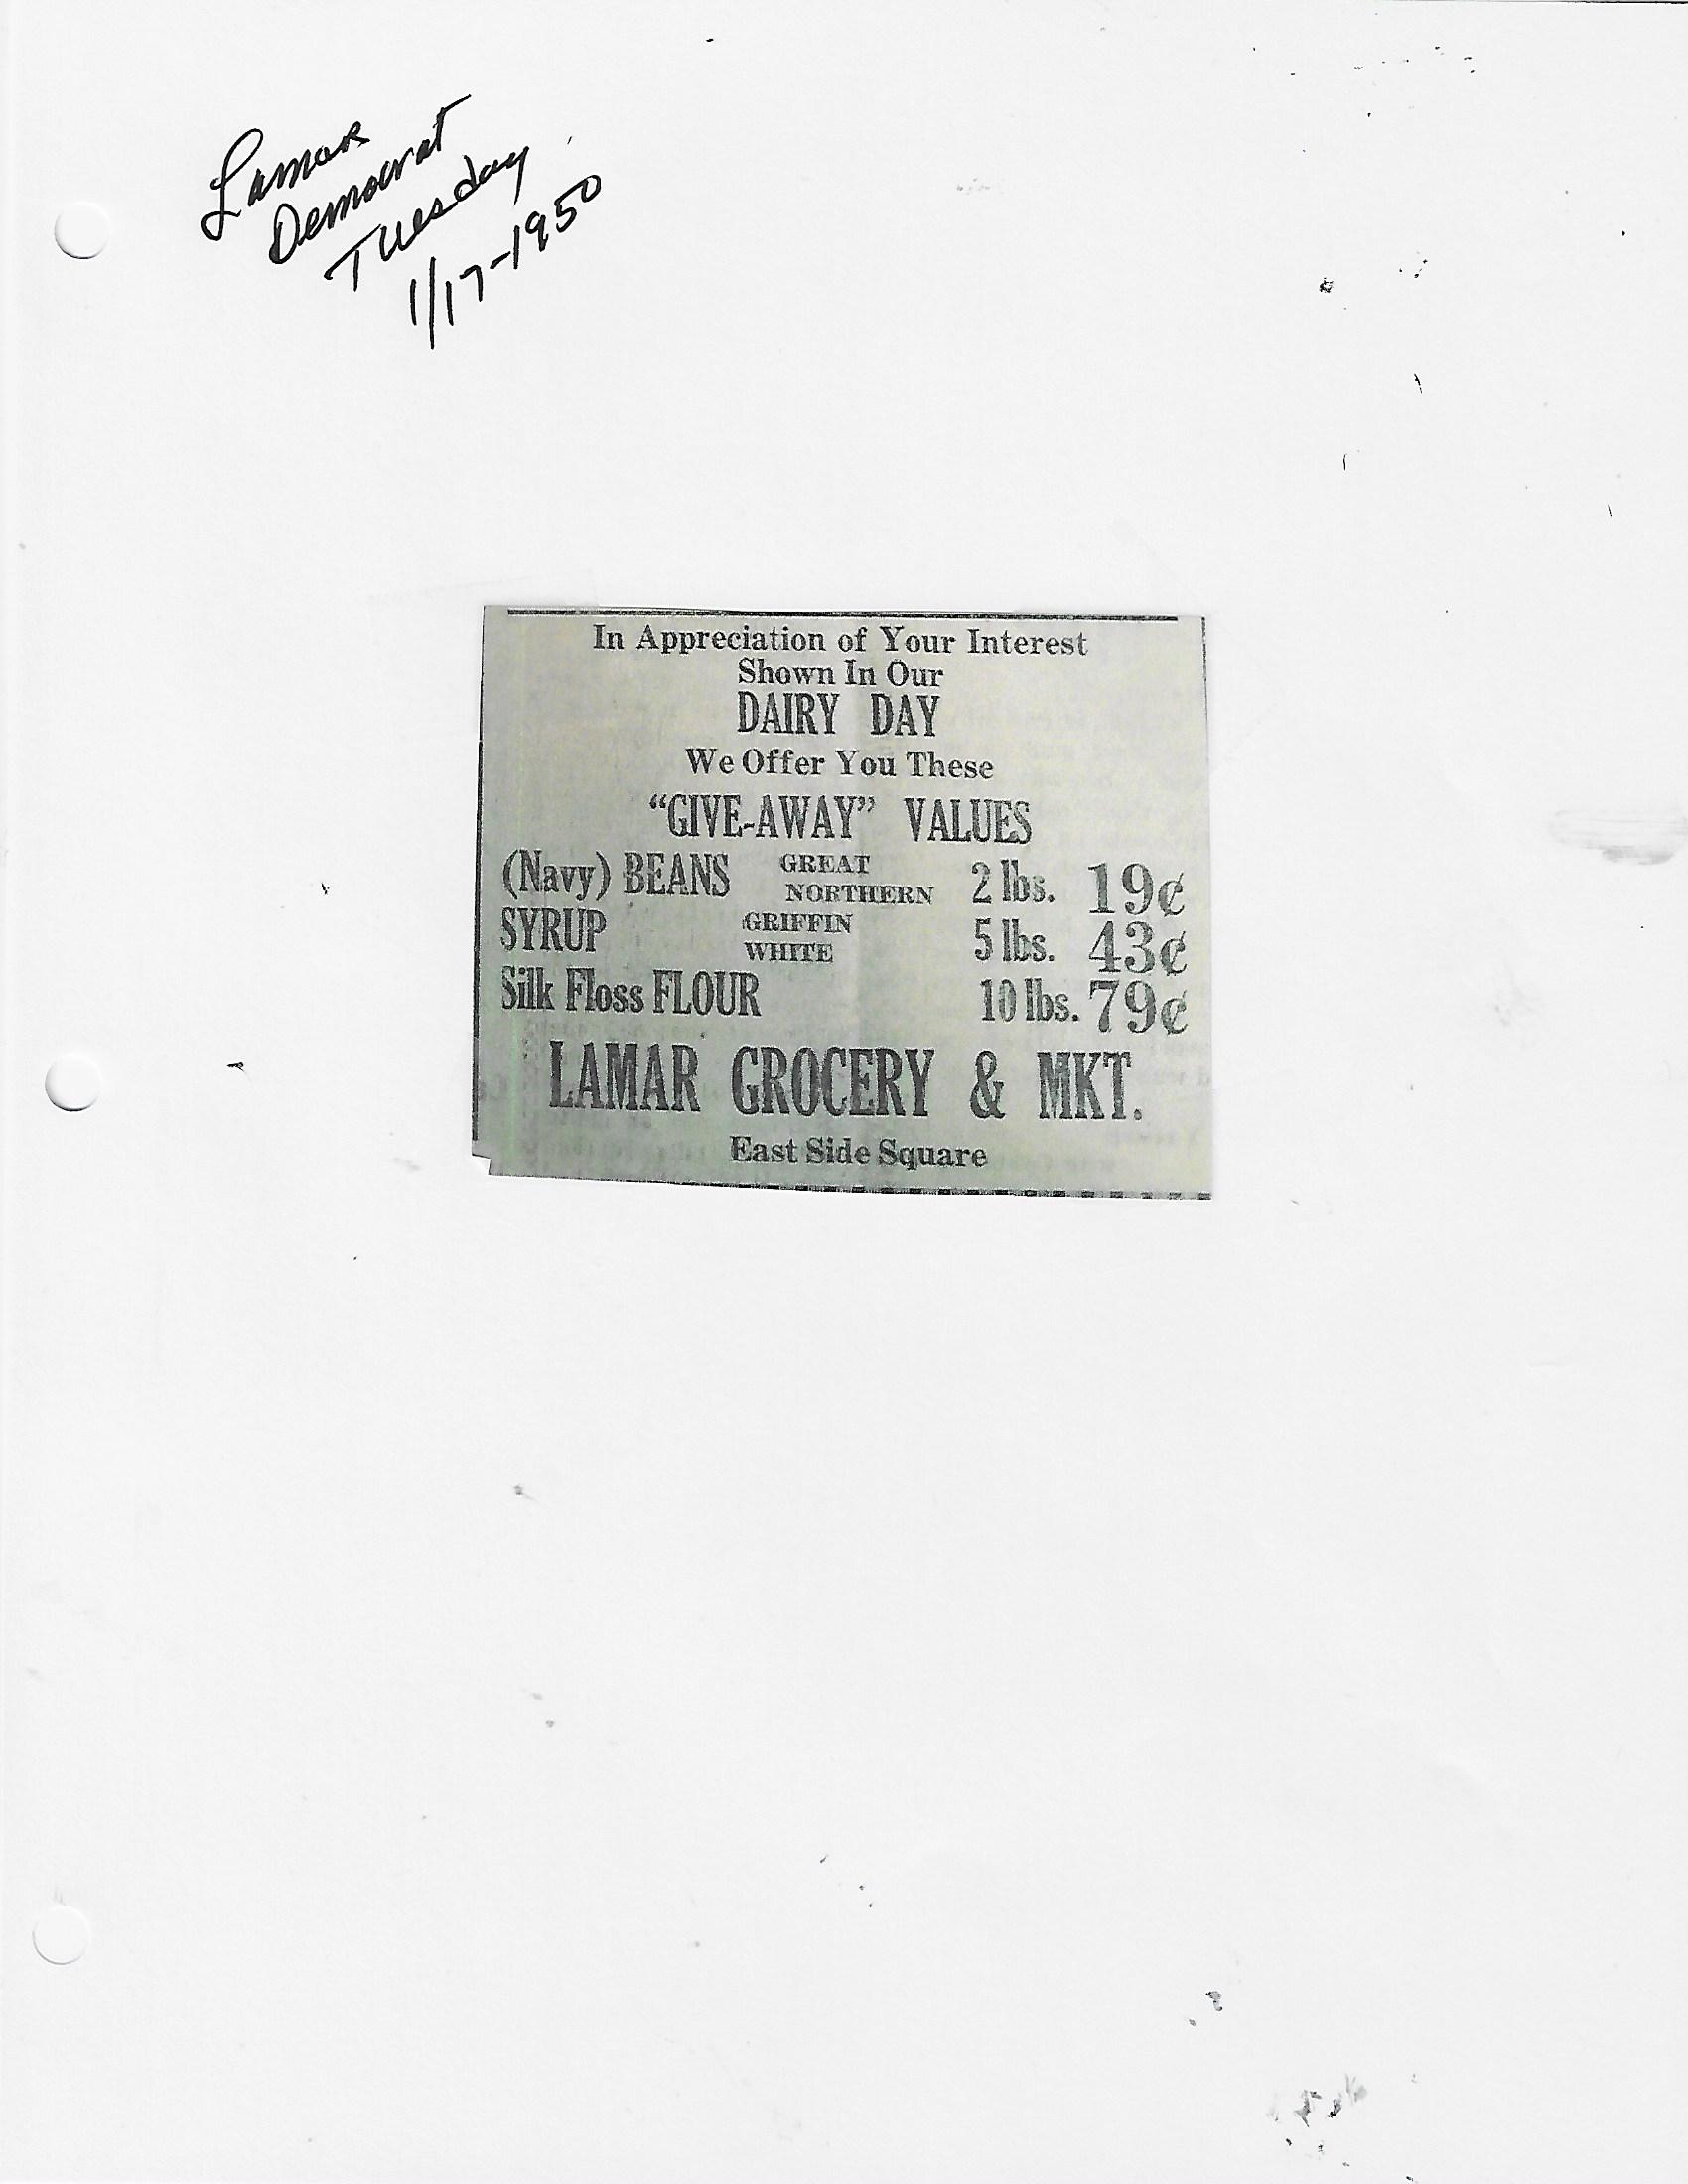 Lamar
Democrat
Tuesday
1/17-1950
In Appreciation of Your Interest
Shown In Our
DAIRY DAY
We Offer You These
“GIVE-AWAY” VALUES
(Navy) BEANS GREAT NORTHERN 2 lbs. 19¢
SYRUP GRIFFIN WHITE 5 lbs. 43¢
Silk Floss FLOUR 10 lbs. 79¢
LAMAR GROCERY & MKT.
East Side Square